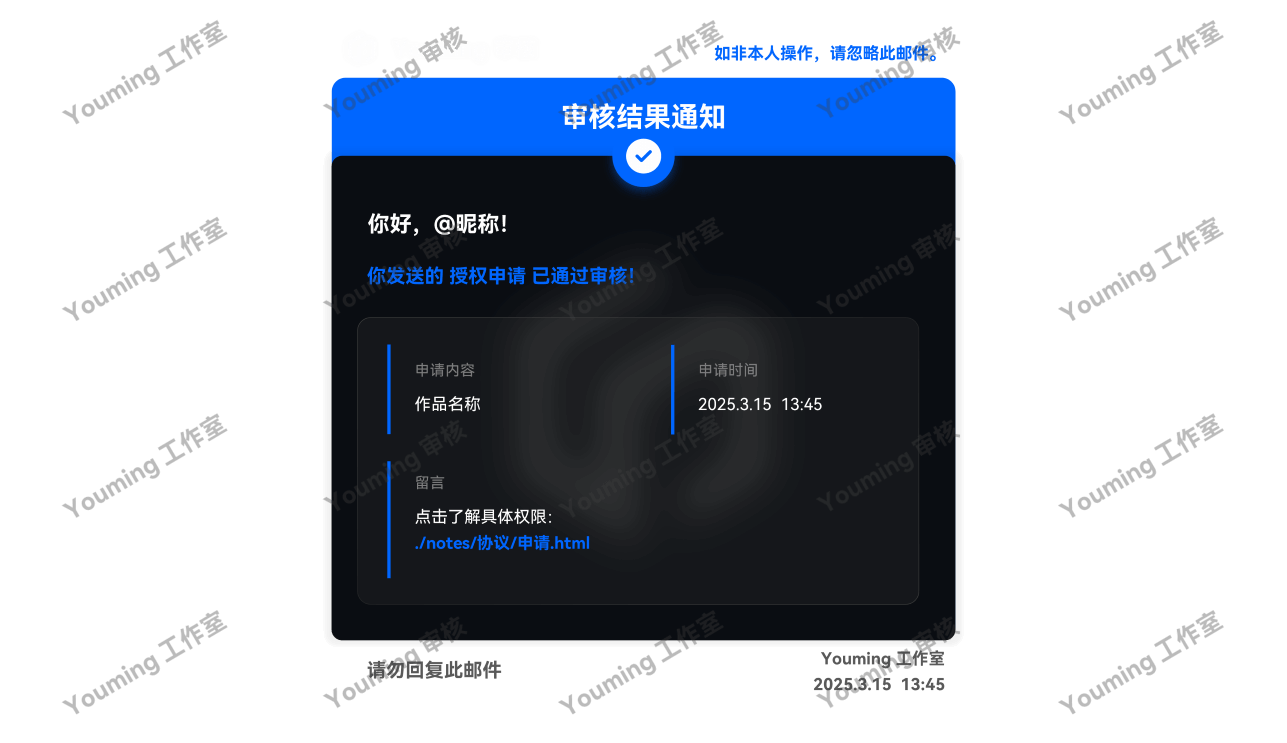 如非本人操作，请忽略此邮件。
审核结果通知
你好，@昵称！
你发送的 授权申请 已通过审核！
申请内容
作品名称
申请时间
2025.3.15 13:45
留言
点击了解具体权限：
./notes/协议/申请.html
请勿回复此邮件
Youming 工作室
2025.3.15 13:45
Youming 工作室
Youming 审核
Youming 工作室
Youming 审核
Youming 工作室
Youming 工作室
Youming 审核
Youming 工作室
Youming 审核
Youming 工作室
Youming 工作室
Youming 审核
Youming 工作室
Youming 审核
Youming 工作室
Youming 工作室
Youming 审核
Youming 工作室
Youming 审核
Youming 工作室